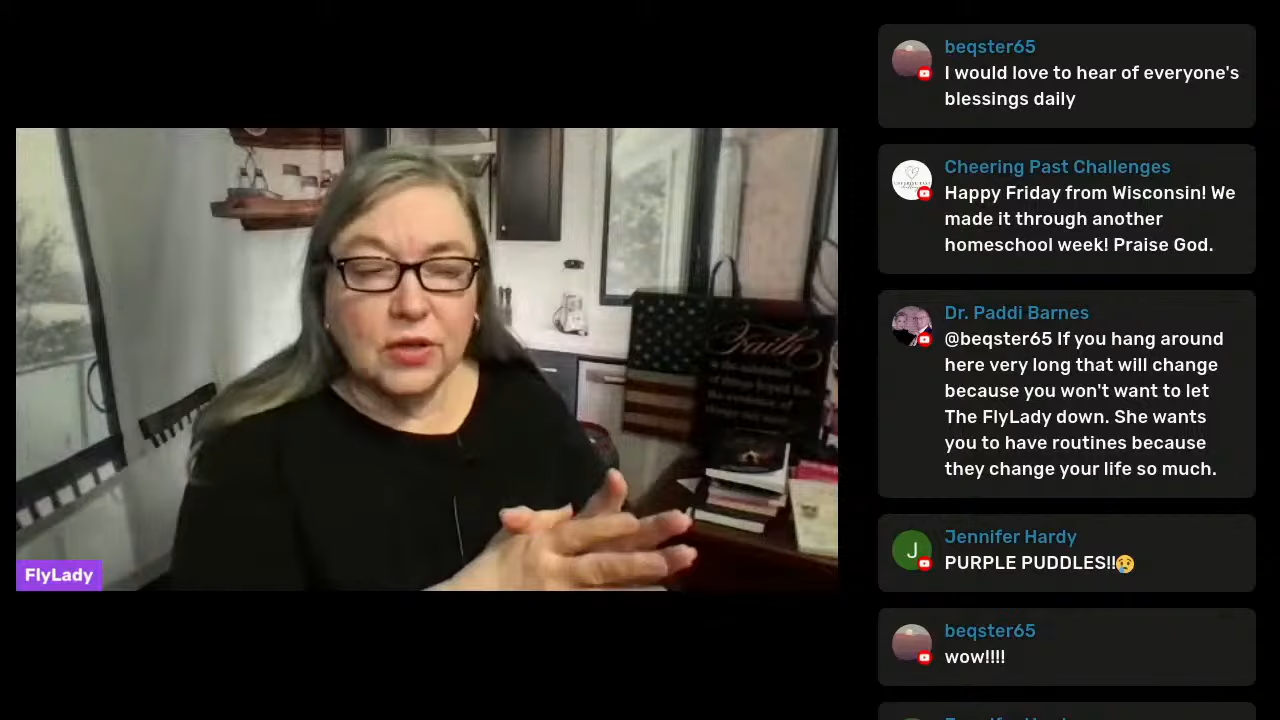 FlyLady
Faith
beqster65
I would love to hear of everyone's
blessings daily
Cheering Past Challenges
Happy Friday from Wisconsin! We
made it through another
homeschool week! Praise God.
Dr. Paddi Barnes
@beqster65 If you hang around
here very long that will change
because you won't want to let
The FlyLady down. She wants
you to have routines because
they change your life so much.
Jennifer Hardy
J
PURPLE PUDDLES!!😢
beqster65
wow!!!!